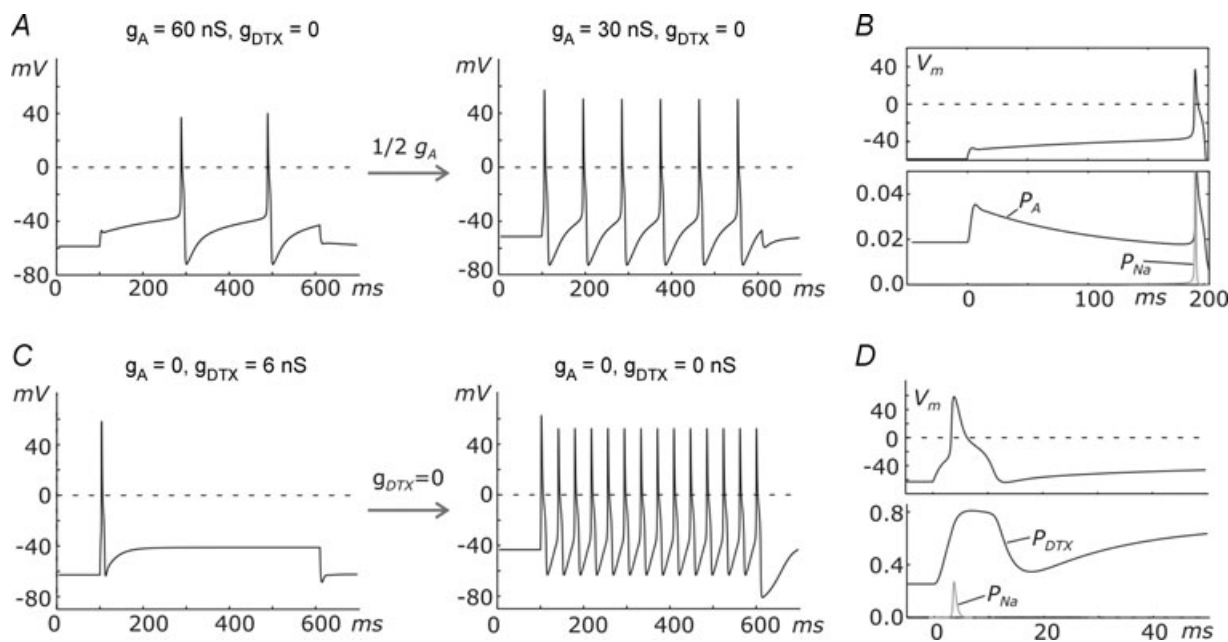 A
g_A = 60 nS, g_DTX = 0
g_A = 30 nS, g_DTX = 0
mV
40
0
-40
-80
0 200 400 600 ms
1/2 g_A
mV
40
0
-40
-80
0 200 400 600 ms
B
V_m
40
0
-40
0.04
0.02
0.0
P_A
P_Na
0 100 ms 200
C
g_A = 0, g_DTX = 6 nS
g_A = 0, g_DTX = 0 nS
mV
40
0
-40
-80
0 200 400 600 ms
g_DTX=0
mV
40
0
-40
-80
0 200 400 600 ms
D
V_m
40
0
-40
0.8
0.4
0.0
P_DTX
P_Na
0 20 40 ms